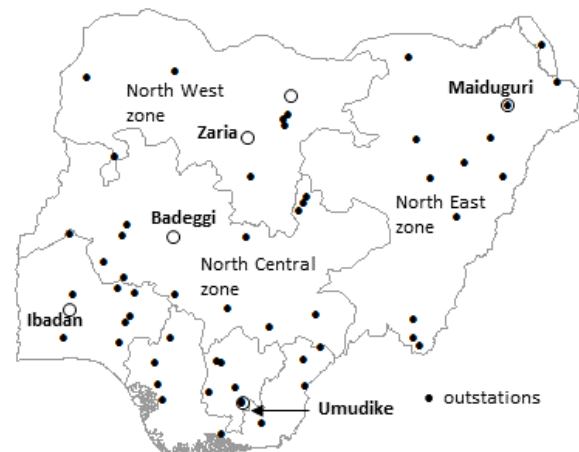 North West
zone
Maiduguri
Zaria
North East
zone
Badeggi
North Central
zone
Ibadan
Umudike
outstations